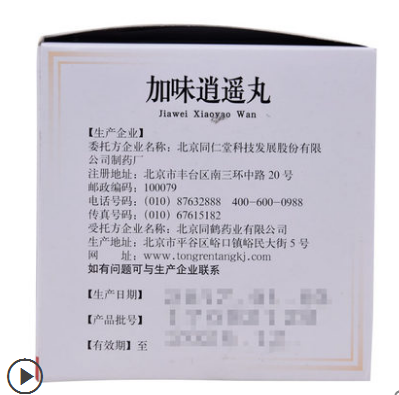 加味逍遥丸
Jiawei Xiaoyao Wan
【生产企业】
委托方企业名称：北京同仁堂科技发展股份有限
公司制药厂
注册地址：北京市丰台区南三环中路20号
邮政编码：100079
电话号码：(010) 87632888 400-600-0988
传真号码：(010) 67615182
受托方企业名称：北京同鹤药业有限公司
生产地址：北京市平谷区峪口镇峪民大街5号
网 址：www.tongrentangkj.com
如有问题可与生产企业联系
【生产日期】
【产品批号】
【有效期】至